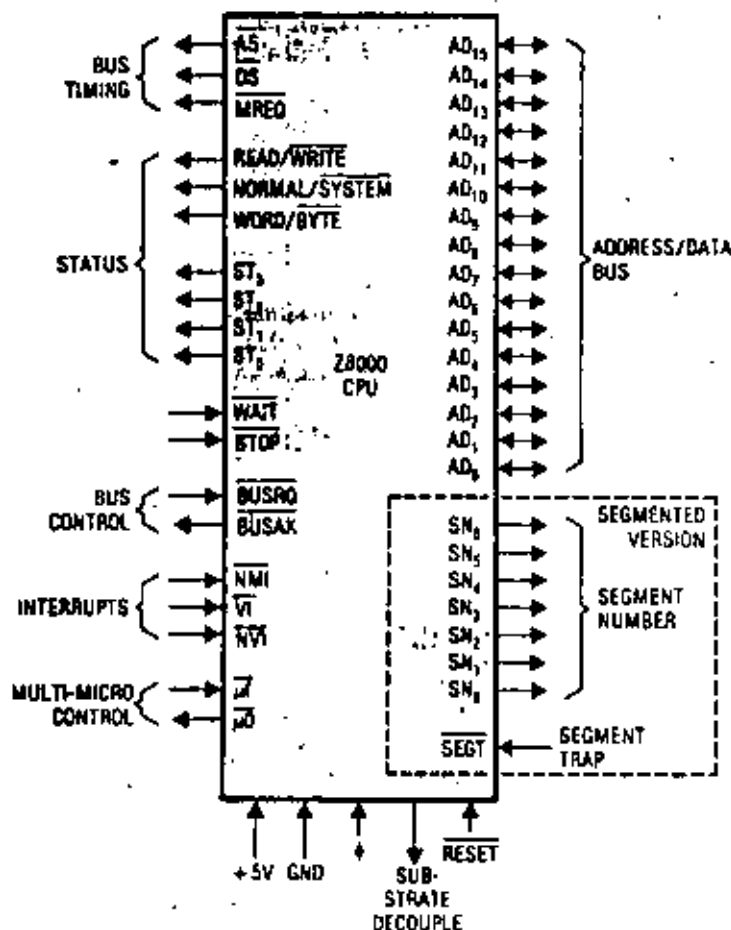 BUS
TIMING
AS
DS
MREQ
STATUS
READ/WRITE
NORMAL/SYSTEM
WORD/BYTE
ST3
ST2
ST1
ST0
WAIT
STOP
BUS
CONTROL
BUSRQ
BUSAK
INTERRUPTS
NMI
VI
NVI
MULTI-MICRO
CONTROL
μI
μO
Z8000
CPU
AD15
AD14
AD13
AD12
AD11
AD10
AD9
AD8
AD7
AD6
AD5
AD4
AD3
AD2
AD1
AD0
ADDRESS/DATA
BUS
SEGMENTED
VERSION
SN6
SN5
SN4
SN3
SN2
SN1
SN0
SEGMENT
NUMBER
SEGT
SEGMENT
TRAP
+5V
GND
SUB-
STRATE
DECOUPLE
RESET